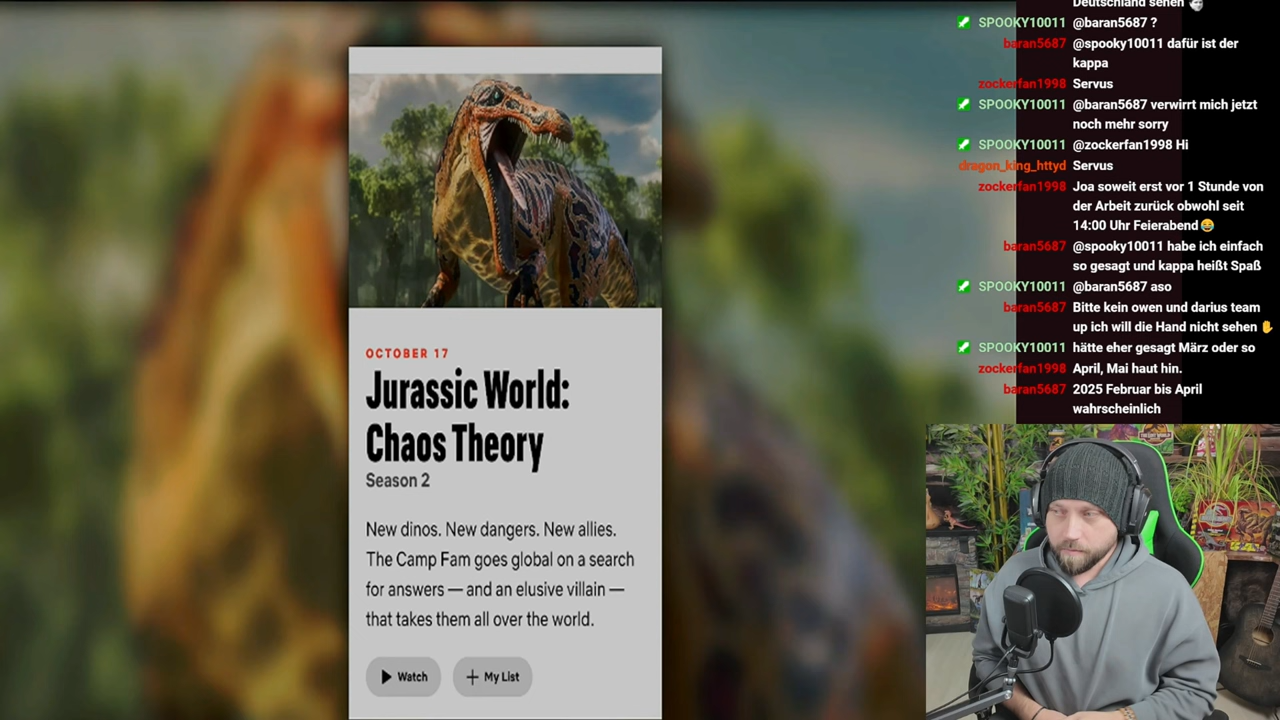 OCTOBER 17
Jurassic World:
Chaos Theory
Season 2
New dinos. New dangers. New allies.
The Camp Fam goes global on a search
for answers — and an elusive villain —
that takes them all over the world.
Watch
My List
Deutschland sehen
SPOOKY10011 @baran5687 ?
baran5687 @spooky10011 dafür ist der
kappa
zockerfan1998 Servus
SPOOKY10011 @baran5687 verwirrt mich jetzt
noch mehr sorry
SPOOKY10011 @zockerfan1998 Hi
dragon_king_httyd Servus
zockerfan1998 Joa soweit erst vor 1 Stunde von
der Arbeit zurück obwohl seit
14:00 Uhr Feierabend😂
baran5687 @spooky10011 habe ich einfach
so gesagt und kappa heißt Spaß
SPOOKY10011 @baran5687 aso
baran5687 Bitte kein owen und darius team
up ich will die Hand nicht sehen ✋
SPOOKY10011 hätte eher gesagt März oder so
zockerfan1998 April, Mai haut hin.
baran5687 2025 Februar bis April
wahrscheinlich